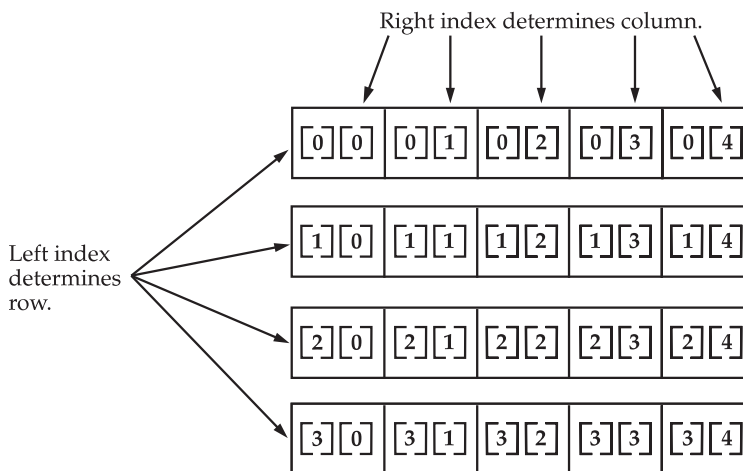 Right index determines column.
[0][0] [0][1] [0][2] [0][3] [0][4]
[1][0] [1][1] [1][2] [1][3] [1][4]
Left index
determines
row.
[2][0] [2][1] [2][2] [2][3] [2][4]
[3][0] [3][1] [3][2] [3][3] [3][4]